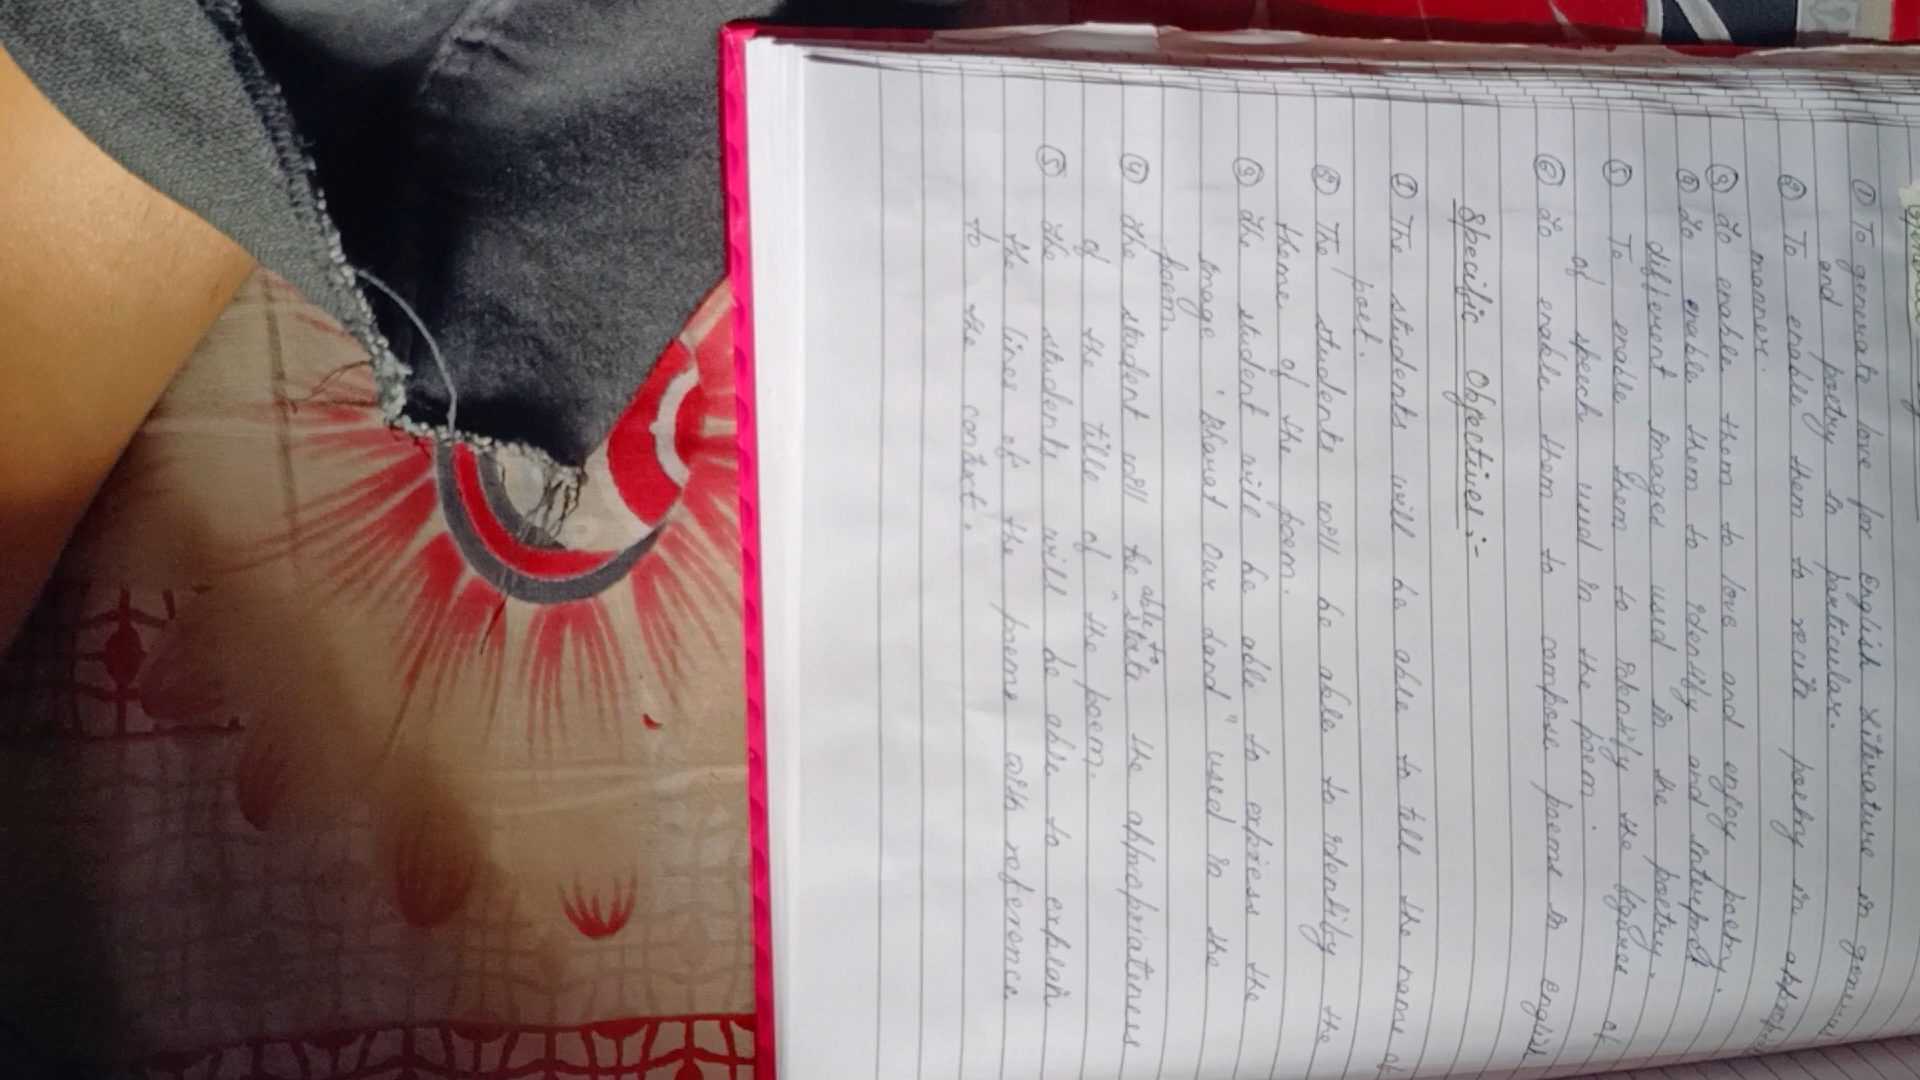 ① To generate love for English Literature in general
and poetry in particular.
② To enable them to recite poetry in
manner.
③ To enable them to love and enjoy poetry.
④ To enable them to identify and
different images used in the poetry.
⑤ To enable them to identify the figures of
of speech used in the poem
⑥ To enable them to compose poems in english
Specific Objectives :-
① The students will be able to tell the name of
poet.
② The students will be able to identify the
theme of the poem.
③ The student will be able to express the
image "Bharat Our Land" used in the
poem.
④ The student will be able to state the appropriateness
of the title of the poem.
⑤ The students will be able to explain
the lines of the poem with reference
to the context.